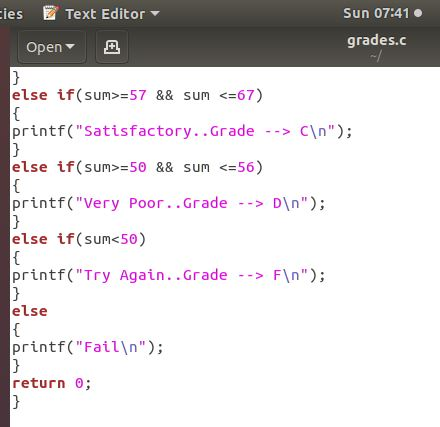 ies Text Editor Sun 07:41
Open grades.c
~/
}
else if(sum>=57 && sum <=67)
{
printf("Satisfactory..Grade --> C\n");
}
else if(sum>=50 && sum <=56)
{
printf("Very Poor..Grade --> D\n");
}
else if(sum<50)
{
printf("Try Again..Grade --> F\n");
}
else
{
printf("Fail\n");
}
return 0;
}